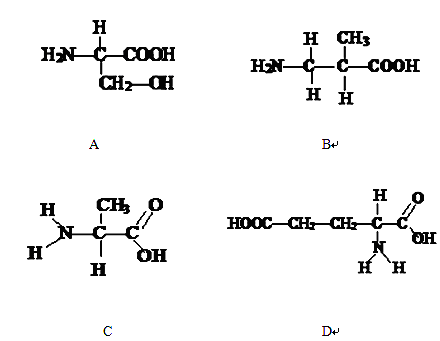 H
H₂N—C—COOH
CH₂—OH
A
CH₃
H
H₂N—C—C—COOH
H H
B↵
CH₃ O
H
N—C—C
H H OH
C
H O
HOOC—CH₂—CH₂—C—C
OH
N
H H
D↵